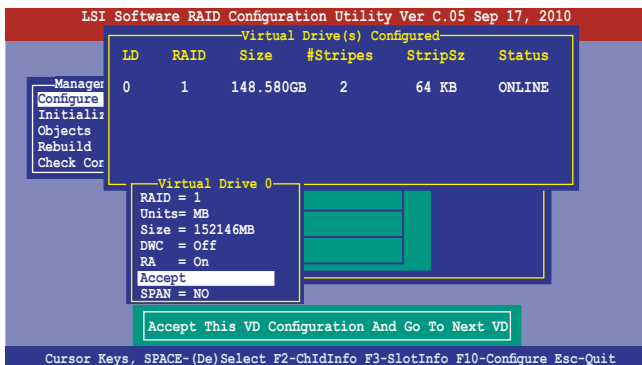 LSI Software RAID Configuration Utility Ver C.05 Sep 17, 2010
Virtual Drive(s) Configured
LD RAID Size #Stripes StripSz Status
0 1 148.580GB 2 64 KB ONLINE
Manager
Configure
Initializ
Objects
Rebuild
Check Con
Virtual Drive 0
RAID = 1
Units= MB
Size = 152146MB
DWC = Off
RA = On
Accept
SPAN = NO
Accept This VD Configuration And Go To Next VD
Cursor Keys, SPACE-(De)Select F2-ChIdInfo F3-SlotInfo F10-Configure Esc-Quit